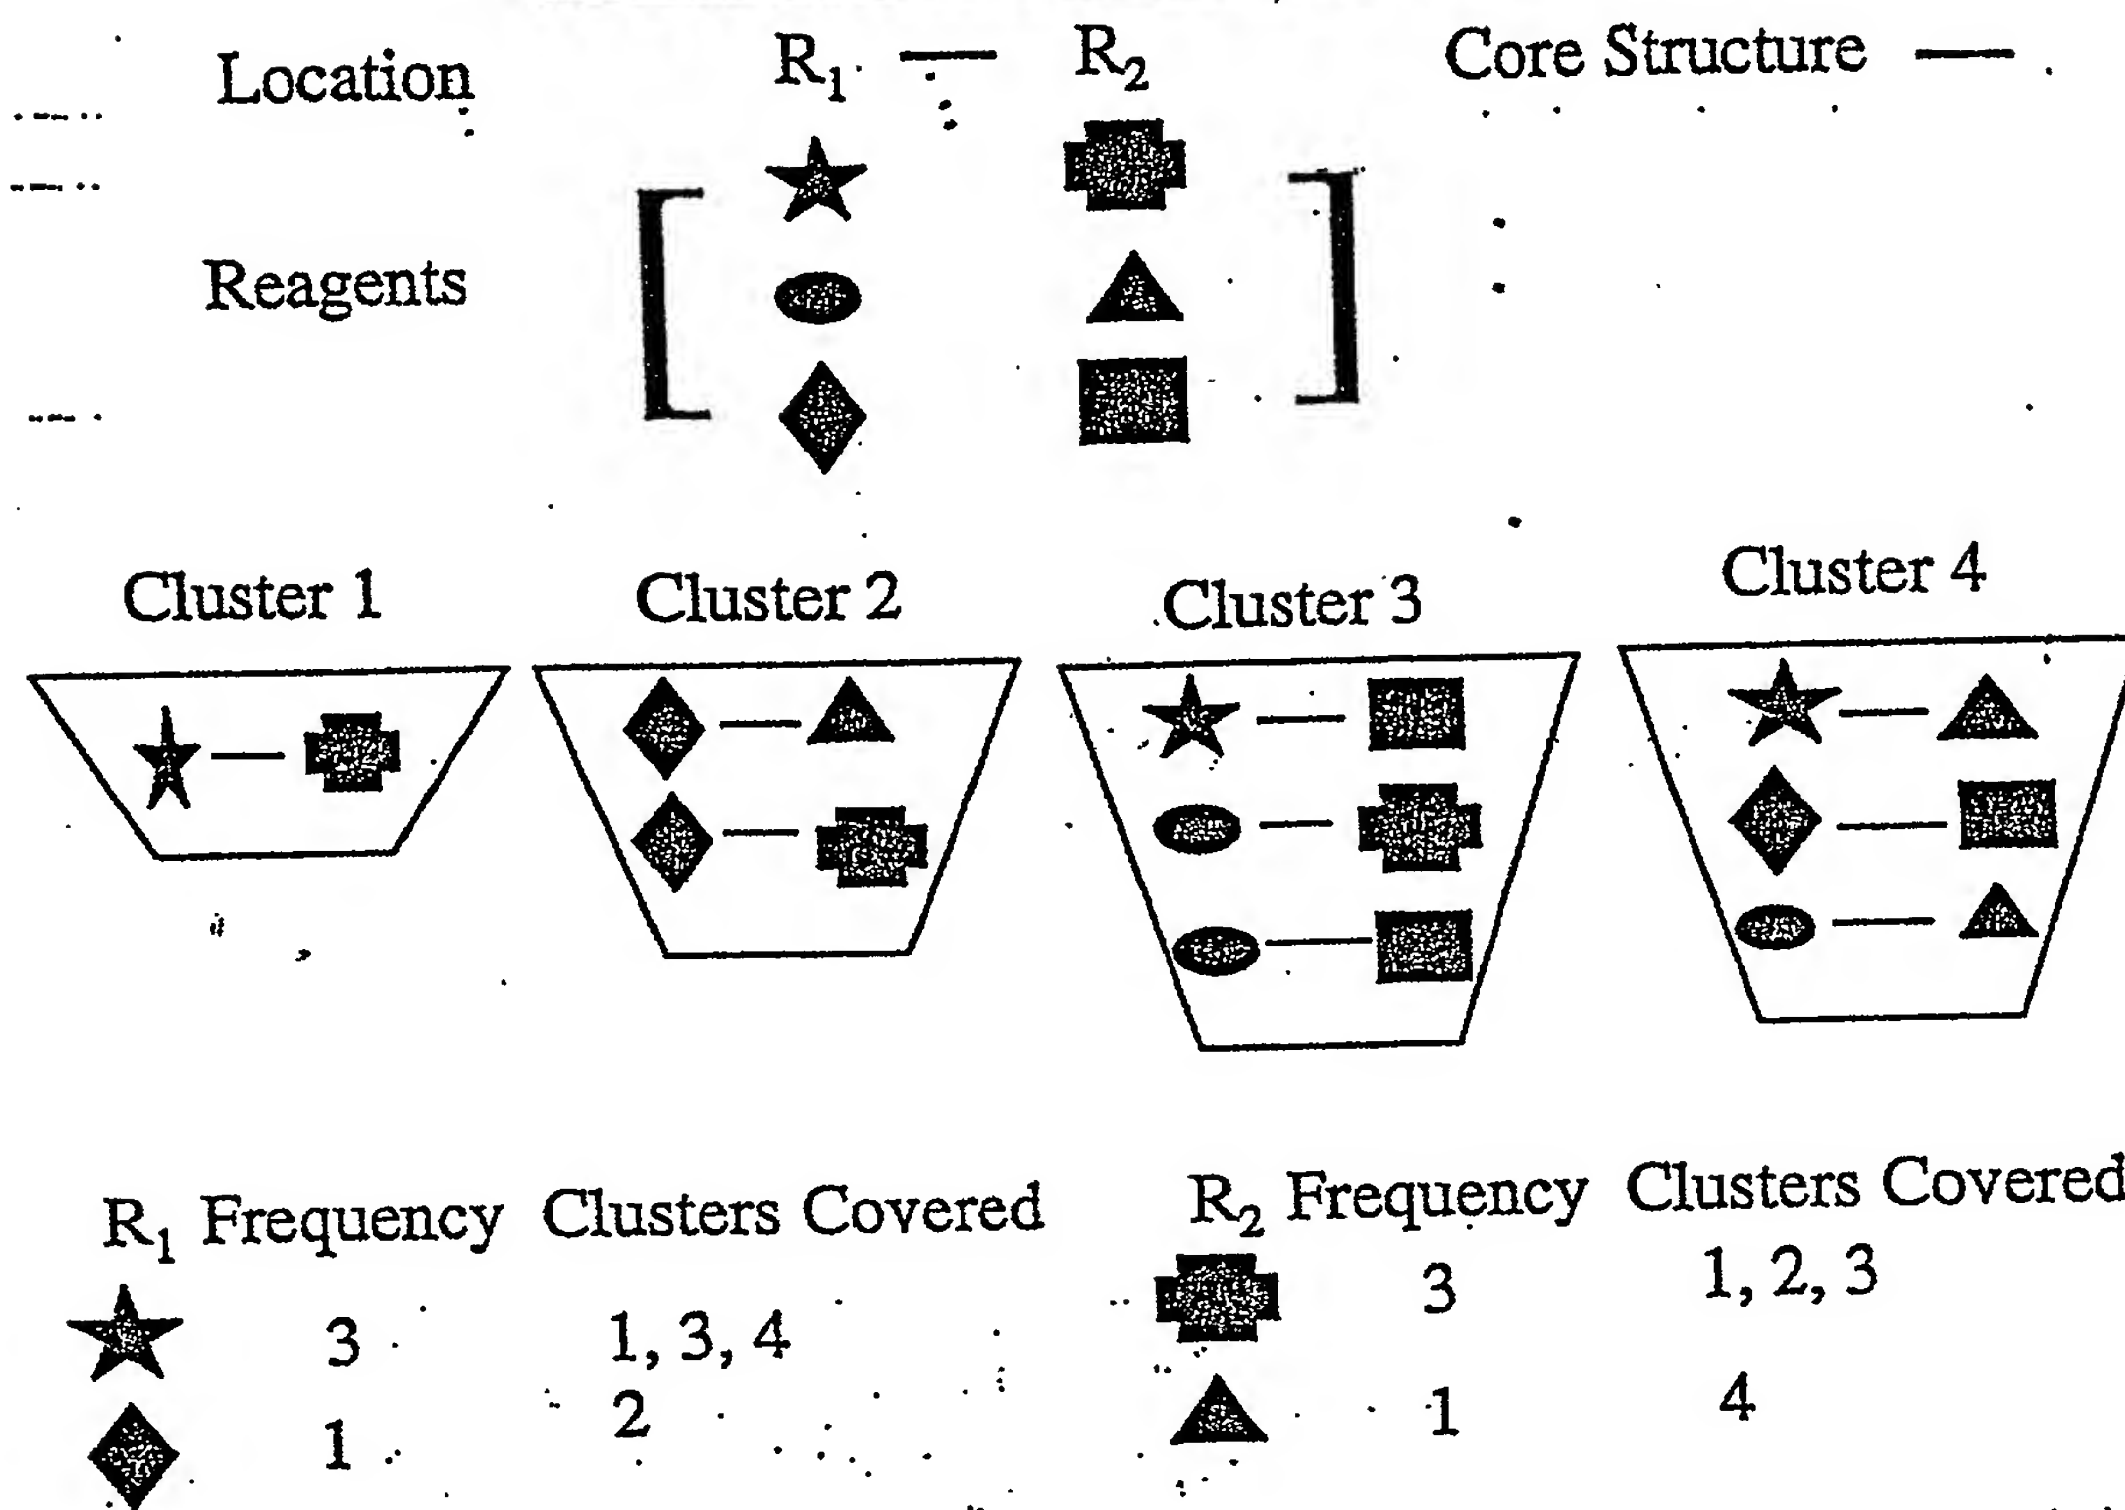 Location R₁ — R₂ Core Structure —
Reagents
Cluster 1 Cluster 2 Cluster 3 Cluster 4
R₁ Frequency Clusters Covered R₂ Frequency Clusters Covered
3 1, 3, 4 3 1, 2, 3
1 2 1 4